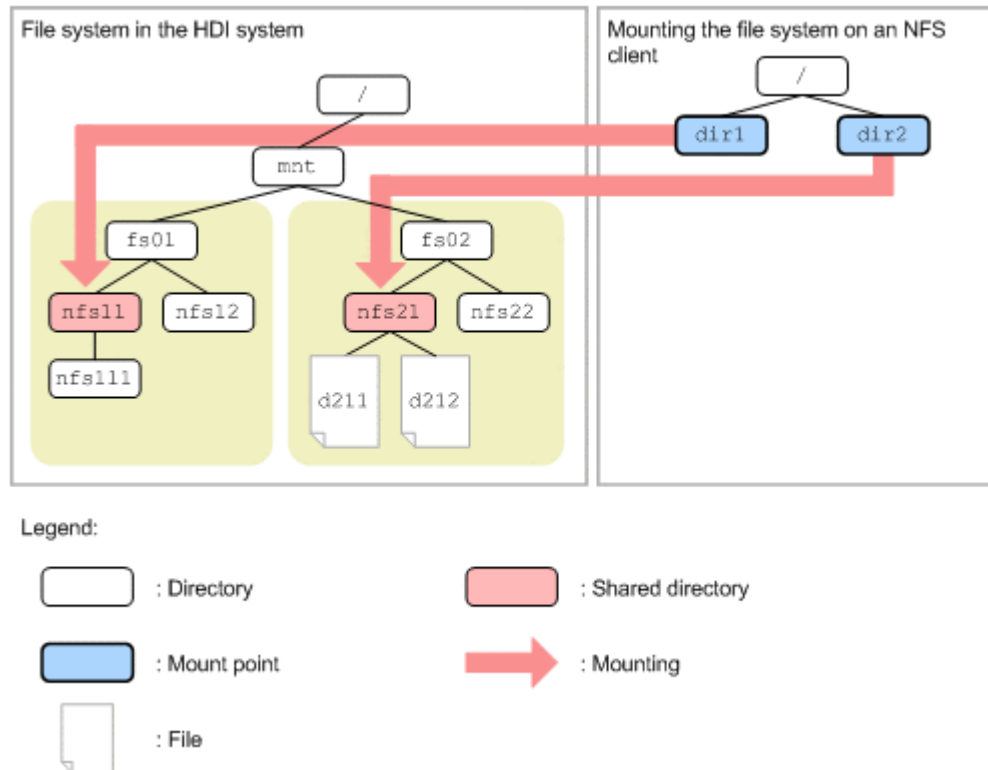 File system in the HDI system
Mounting the file system on an NFS
client
/
/
dir1
dir2
mnt
fs01
fs02
nfs11
nfs12
nfs21
nfs22
nfs111
d211
d212
Legend:
: Directory
: Shared directory
: Mount point
: Mounting
: File